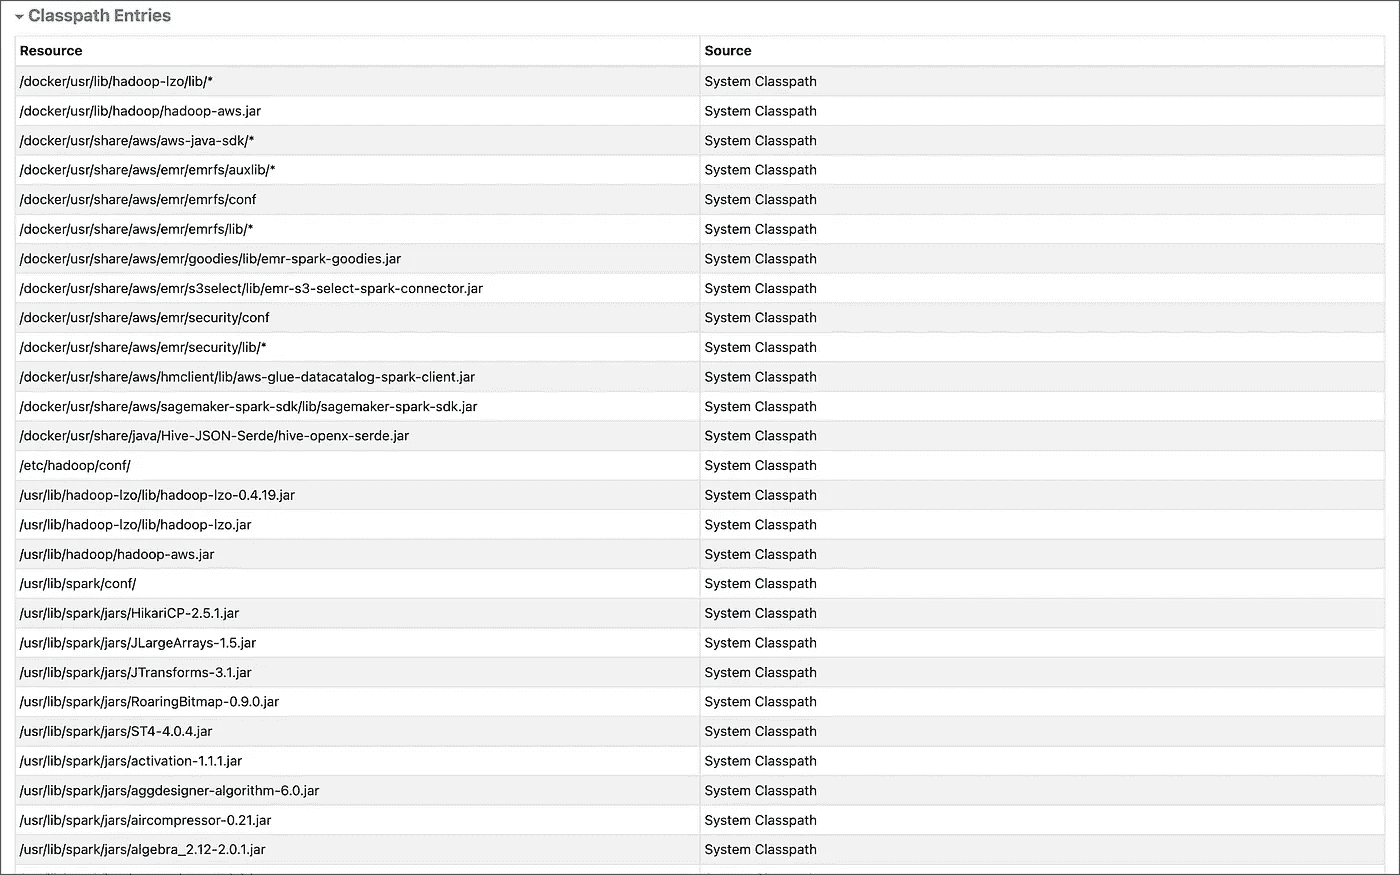 Classpath Entries
Resource Source
/docker/usr/lib/hadoop-lzo/lib/* System Classpath
/docker/usr/lib/hadoop/hadoop-aws.jar System Classpath
/docker/usr/share/aws/aws-java-sdk/* System Classpath
/docker/usr/share/aws/emr/emrfs/auxlib/* System Classpath
/docker/usr/share/aws/emr/emrfs/conf System Classpath
/docker/usr/share/aws/emr/emrfs/lib/* System Classpath
/docker/usr/share/aws/emr/goodies/lib/emr-spark-goodies.jar System Classpath
/docker/usr/share/aws/emr/s3select/lib/emr-s3-select-spark-connector.jar System Classpath
/docker/usr/share/aws/emr/security/conf System Classpath
/docker/usr/share/aws/emr/security/lib/* System Classpath
/docker/usr/share/aws/hmclient/lib/aws-glue-datacatalog-spark-client.jar System Classpath
/docker/usr/share/aws/sagemaker-spark-sdk/lib/sagemaker-spark-sdk.jar System Classpath
/docker/usr/share/java/Hive-JSON-Serde/hive-openx-serde.jar System Classpath
/etc/hadoop/conf/ System Classpath
/usr/lib/hadoop-lzo/lib/hadoop-lzo-0.4.19.jar System Classpath
/usr/lib/hadoop-lzo/lib/hadoop-lzo.jar System Classpath
/usr/lib/hadoop/hadoop-aws.jar System Classpath
/usr/lib/spark/conf/ System Classpath
/usr/lib/spark/jars/HikariCP-2.5.1.jar System Classpath
/usr/lib/spark/jars/JLargeArrays-1.5.jar System Classpath
/usr/lib/spark/jars/JTransforms-3.1.jar System Classpath
/usr/lib/spark/jars/RoaringBitmap-0.9.0.jar System Classpath
/usr/lib/spark/jars/ST4-4.0.4.jar System Classpath
/usr/lib/spark/jars/activation-1.1.1.jar System Classpath
/usr/lib/spark/jars/aggdesigner-algorithm-6.0.jar System Classpath
/usr/lib/spark/jars/aircompressor-0.21.jar System Classpath
/usr/lib/spark/jars/algebra_2.12-2.0.1.jar System Classpath